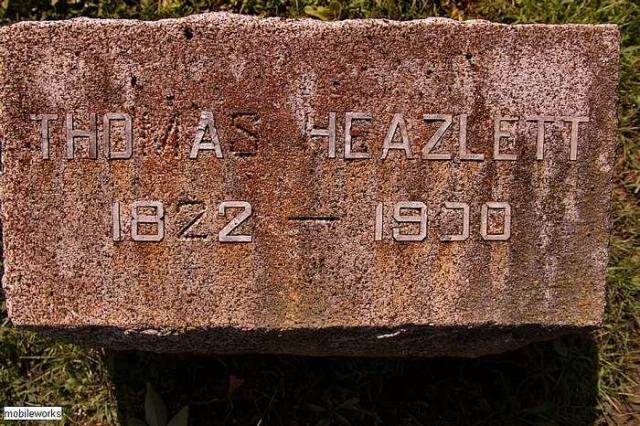 THOMAS HEAZLETT
1822 — 1900
mobileworks